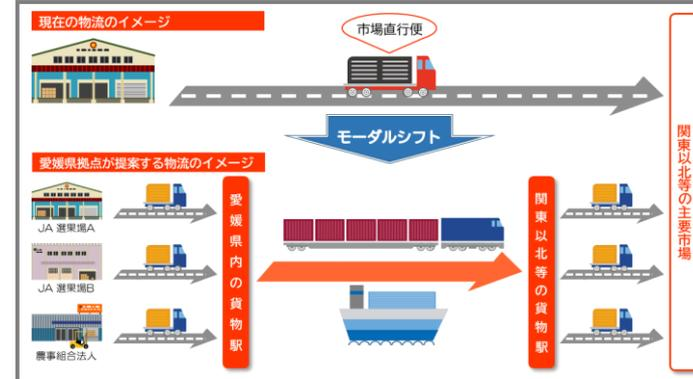 現在の物流のイメージ
市場直行便
モーダルシフト
愛媛県拠点が提案する物流のイメージ
JA 選果場A
JA 選果場B
農事組合法人
愛媛県内の貨物駅
関東以北等の貨物駅
関東以北等の主要市場